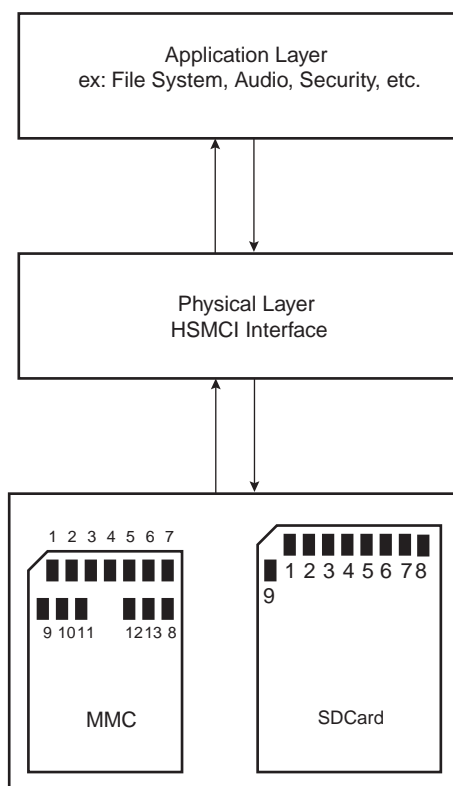 Application Layer
ex: File System, Audio, Security, etc.
Physical Layer
HSMCI Interface
1 2 3 4 5 6 7
9 10 11 12 13 8
MMC
1 2 3 4 5 6 7 8
9
SDCard